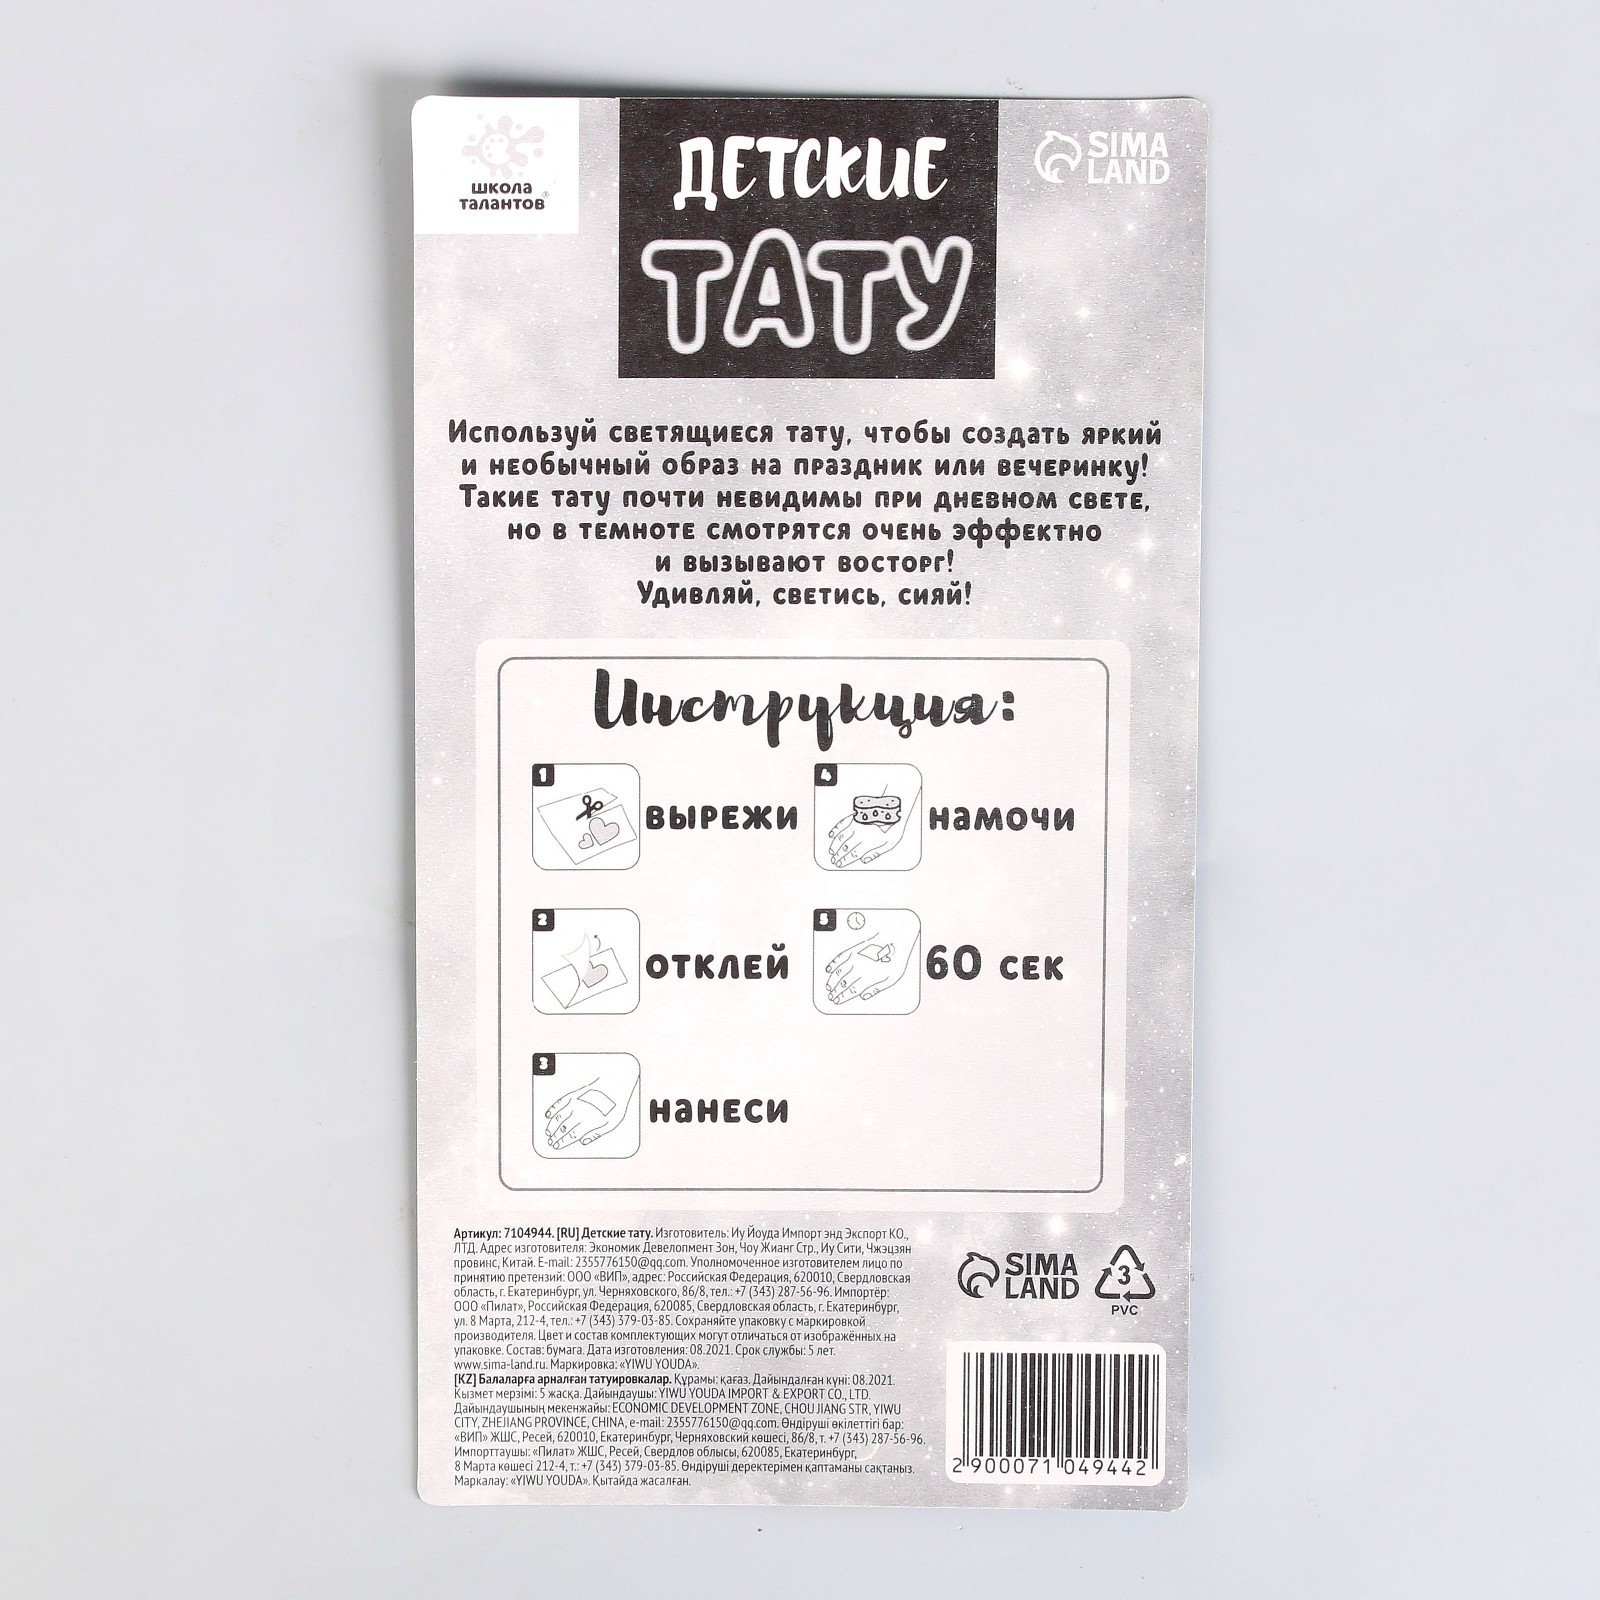 ШКОЛА
ТАЛАНТОВ®
ДЕТСКИЕ
ТАТУ
SIMA
LAND
Используй светящиеся тату, чтобы создать яркий
и необычный образ на праздник или вечеринку!
Такие тату почти невидимы при дневном свете,
но в темноте смотрятся очень эффектно
и вызывают восторг!
Удивляй, светись, сияй!
Инструкция:
1
ВЫРЕЖИ
2
ОТКЛЕЙ
3
НАНЕСИ
4
НАМОЧИ
5
60 СЕК
Артикул: 7104944. [RU] Детские тату. Изготовитель: Иу Йоуда Импорт энд Экспорт КО.,
ЛТД. Адрес изготовителя: Экономик Девелопмент Зон, Чоу Жианг Стр., Иу Сити, Чжэцзян
провинс, Китай. E-mail: 2355776150@qq.com. Уполномоченное изготовителем лицо по
принятию претензий: ООО «ВИП», адрес: Российская Федерация, 620010, Свердловская
область, г. Екатеринбург, ул. Черняховского, 86/8, тел.: +7 (343) 287-56-96. Импортёр:
ООО «Пилат», Российская Федерация, 620085, Свердловская область, г. Екатеринбург,
ул. 8 Марта, 212-4, тел.: +7 (343) 379-03-85. Сохраняйте упаковку с маркировкой
производителя. Цвет и состав комплектующих могут отличаться от изображённых на
упаковке. Состав: бумага. Дата изготовления: 08.2021. Срок службы: 5 лет.
www.sima-land.ru. Маркировка: «YIWU YOUDA».
[KZ] Балаларға арналған татуировкалар. Құрамы: қағаз. Дайындалған күні: 08.2021.
Қызмет мерзімі: 5 жасқа. Дайындаушы: YIWU YOUDA IMPORT & EXPORT CO., LTD.
Дайындаушының мекенжайы: ECONOMIC DEVELOPMENT ZONE, CHOU JIANG STR, YIWU
CITY, ZHEJIANG PROVINCE, CHINA, e-mail: 2355776150@qq.com. Өндіруші өкілеттігі бар:
«ВИП» ЖШС, Ресей, 620010, Екатеринбург, Черняховский көшесі, 86/8, т. +7 (343) 287-56-96.
Импорттаушы: «Пилат» ЖШС, Ресей, Свердлов облысы, 620085, Екатеринбург,
8 Марта көшесі 212-4, т.: +7 (343) 379-03-85. Өндіруші деректерімен қаптаманы сақтаңыз.
Маркалау: «YIWU YOUDA». Қытайда жасалған.
SIMA
LAND
3
PVC
2 900071 049442